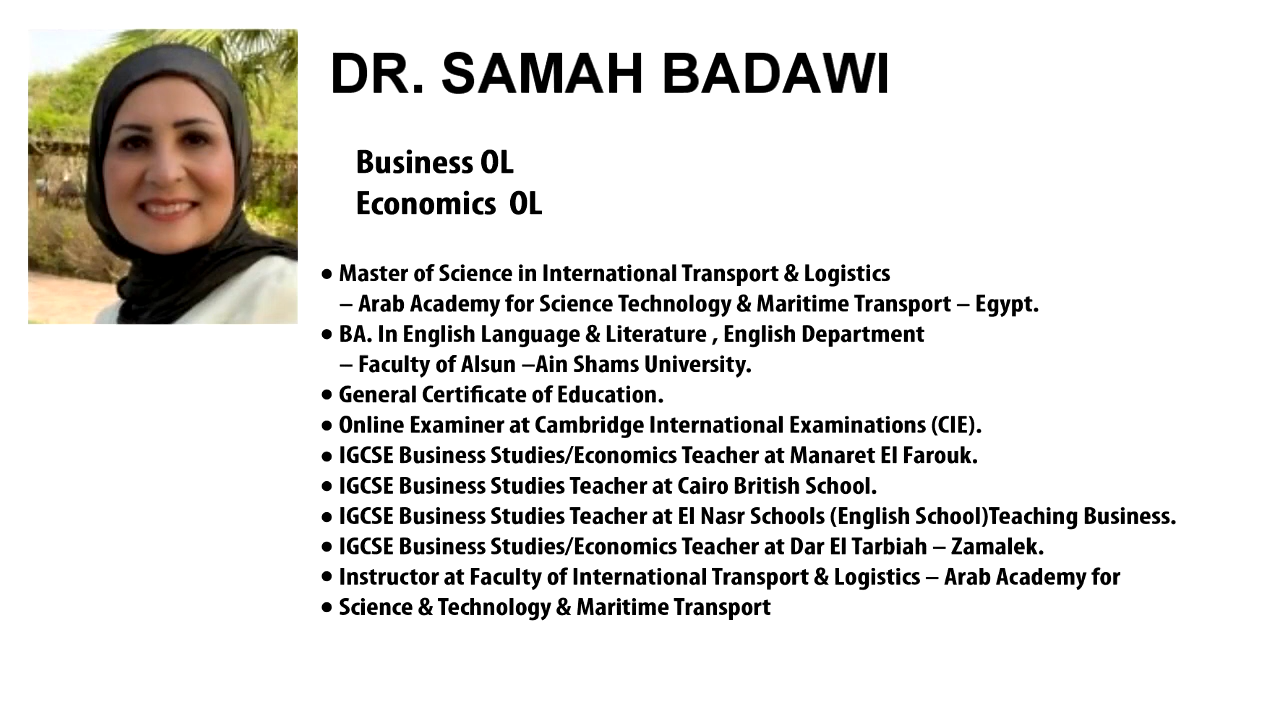 DR. SAMAH BADAWI
Business OL
Economics OL
• Master of Science in International Transport & Logistics
– Arab Academy for Science Technology & Maritime Transport – Egypt.
• BA. In English Language & Literature , English Department
– Faculty of Alsun –Ain Shams University.
• General Certificate of Education.
• Online Examiner at Cambridge International Examinations (CIE).
• IGCSE Business Studies/Economics Teacher at Manaret El Farouk.
• IGCSE Business Studies Teacher at Cairo British School.
• IGCSE Business Studies Teacher at El Nasr Schools (English School)Teaching Business.
• IGCSE Business Studies/Economics Teacher at Dar El Tarbiah – Zamalek.
• Instructor at Faculty of International Transport & Logistics – Arab Academy for
• Science & Technology & Maritime Transport